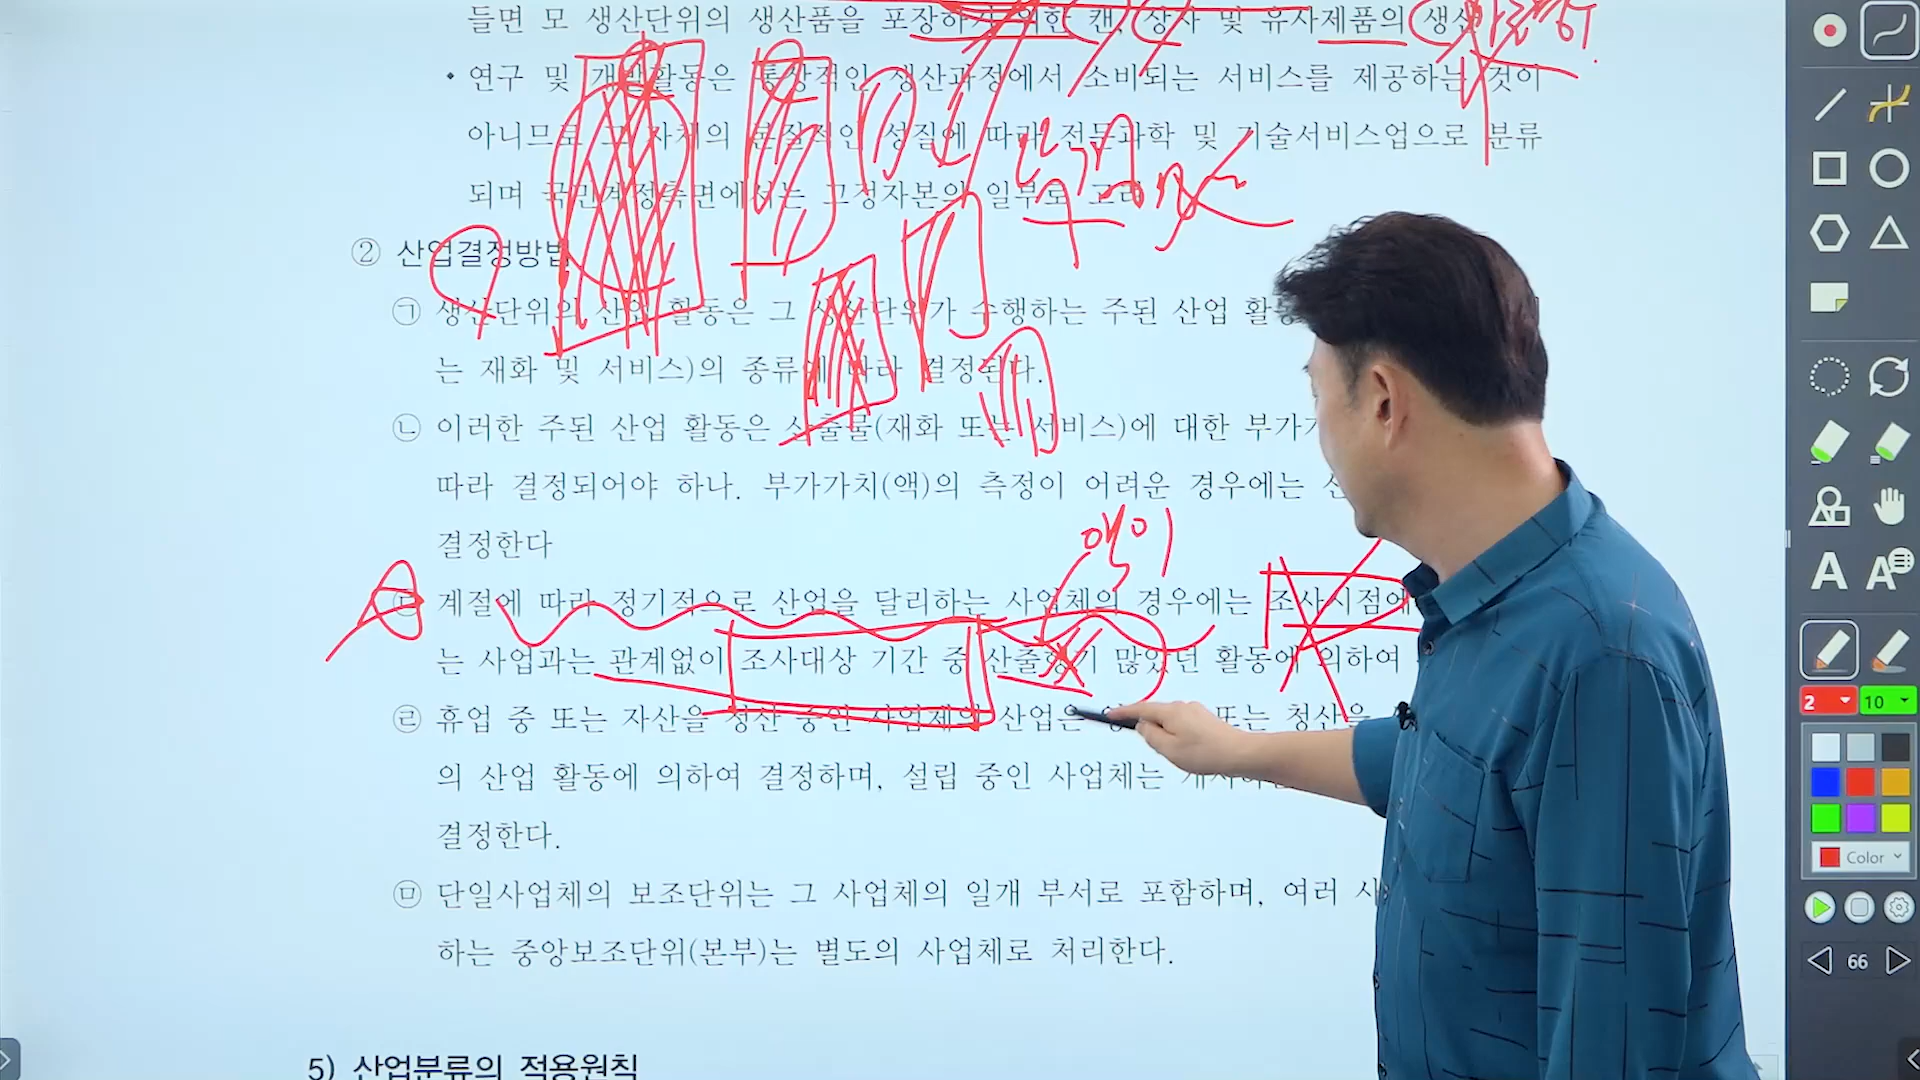 들면 모 생산단위의 생산품을 포장하기 위한 캔, 상자 및 유사제품의 생산
• 연구 및 개발활동은 통상적인 생산과정에서 소비되는 서비스를 제공하는 것이
아니므로 그 자체의 본질적인 성질에 따라 전문과학 및 기술서비스업으로 분류
되며 국민계정측면에서는 고정자본의 일부로 고려
② 산업결정방법
㉠ 생산단위의 산업 활동은 그 생산단위가 수행하는 주된 산업 활동
는 재화 및 서비스)의 종류에 따라 결정된다.
㉡ 이러한 주된 산업 활동은 산출물(재화 또는 서비스)에 대한 부가가
따라 결정되어야 하나. 부가가치(액)의 측정이 어려운 경우에는 산
결정한다
㉢ 계절에 따라 정기적으로 산업을 달리하는 사업체의 경우에는 조사시점에
는 사업과는 관계없이 조사대상 기간 중 산출액이 많았던 활동에 의하여
액이
㉣ 휴업 중 또는 자산을 청산 중인 사업체의 산업은 또는 청산을
의 산업 활동에 의하여 결정하며, 설립 중인 사업체는
결정한다.
㉤ 단일사업체의 보조단위는 그 사업체의 일개 부서로 포함하며, 여러 사
하는 중앙보조단위(본부)는 별도의 사업체로 처리한다.
5) 산업분류의 적용원칙
A A
2 10
Color
66